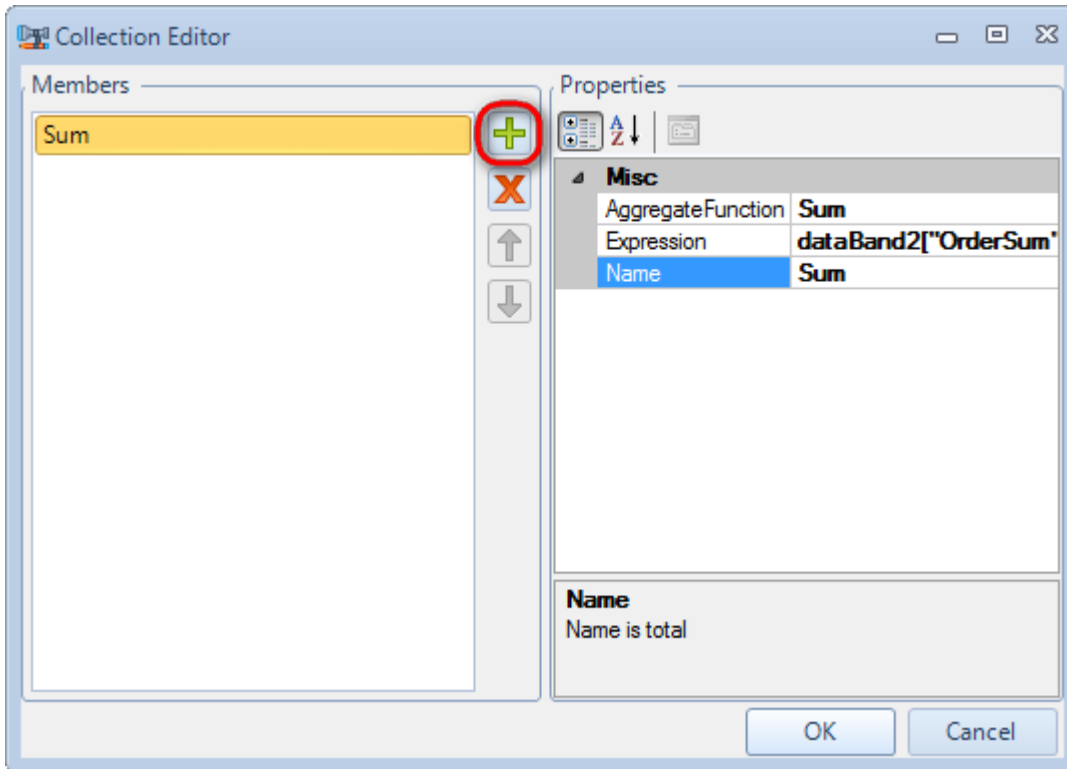 Collection Editor
Members
Sum
Properties
Misc
AggregateFunction Sum
Expression dataBand2["OrderSum"
Name Sum
Name
Name is total
OK Cancel